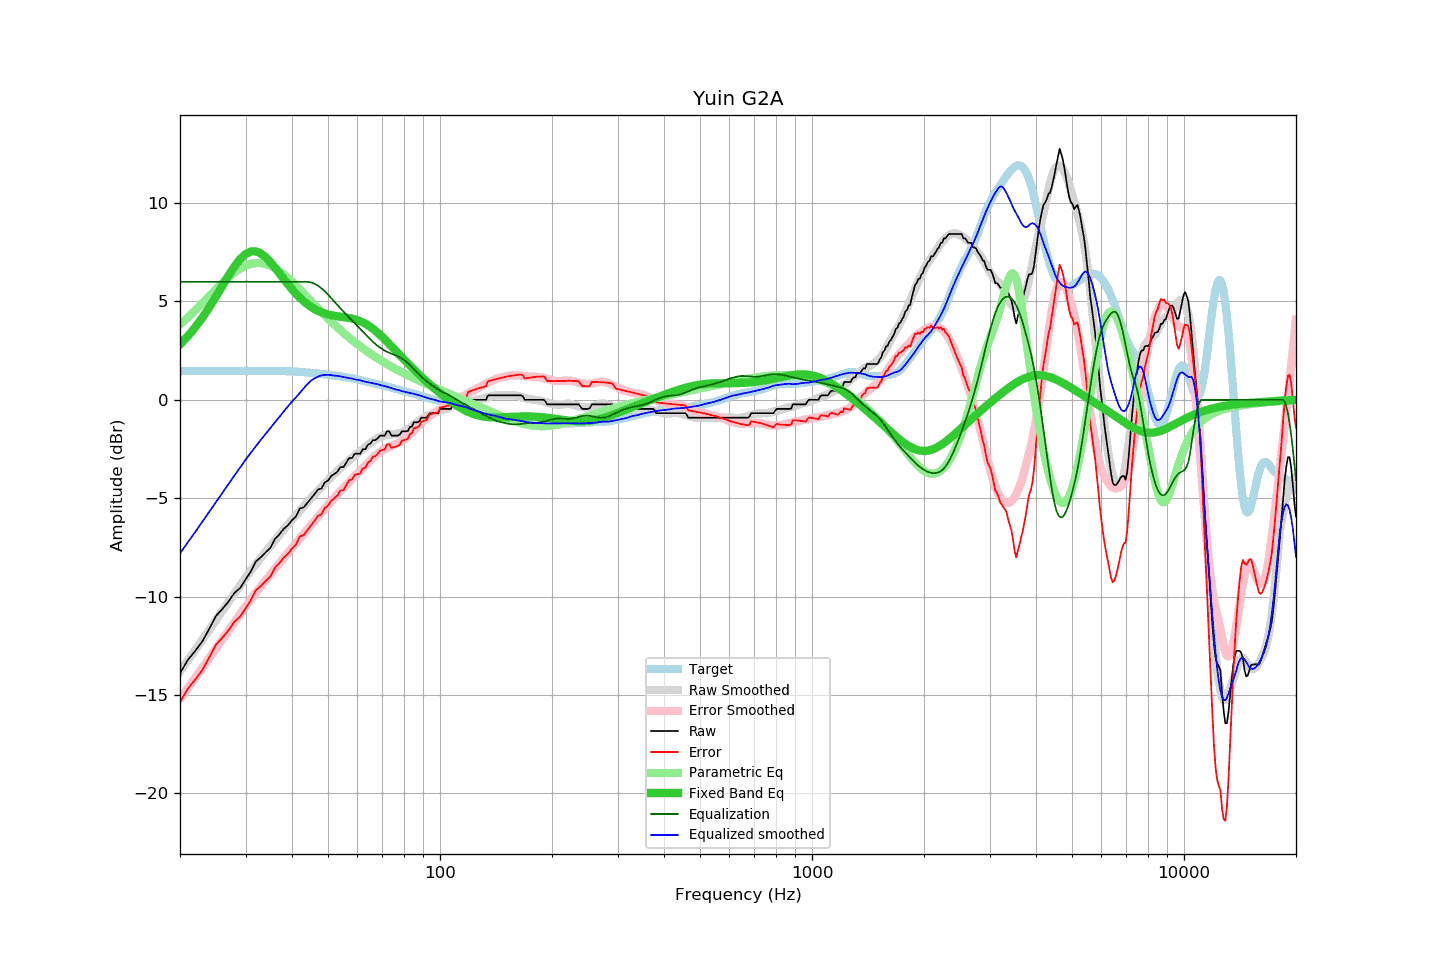 Yuin G2A
Amplitude (dBr)
10
5
0
−5
−10
−15
−20
Target
Raw Smoothed
Error Smoothed
Raw
Error
Parametric Eq
Fixed Band Eq
Equalization
Equalized smoothed
100
1000
10000
Frequency (Hz)